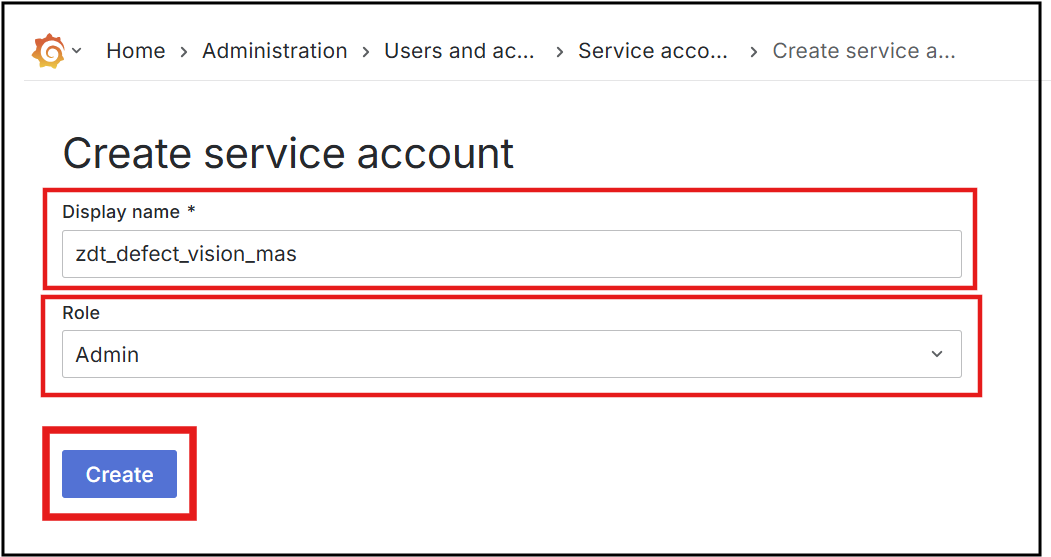 Home > Administration > Users and ac... > Service acco... > Create service a...
Create service account
Display name *
zdt_defect_vision_mas
Role
Admin
Create